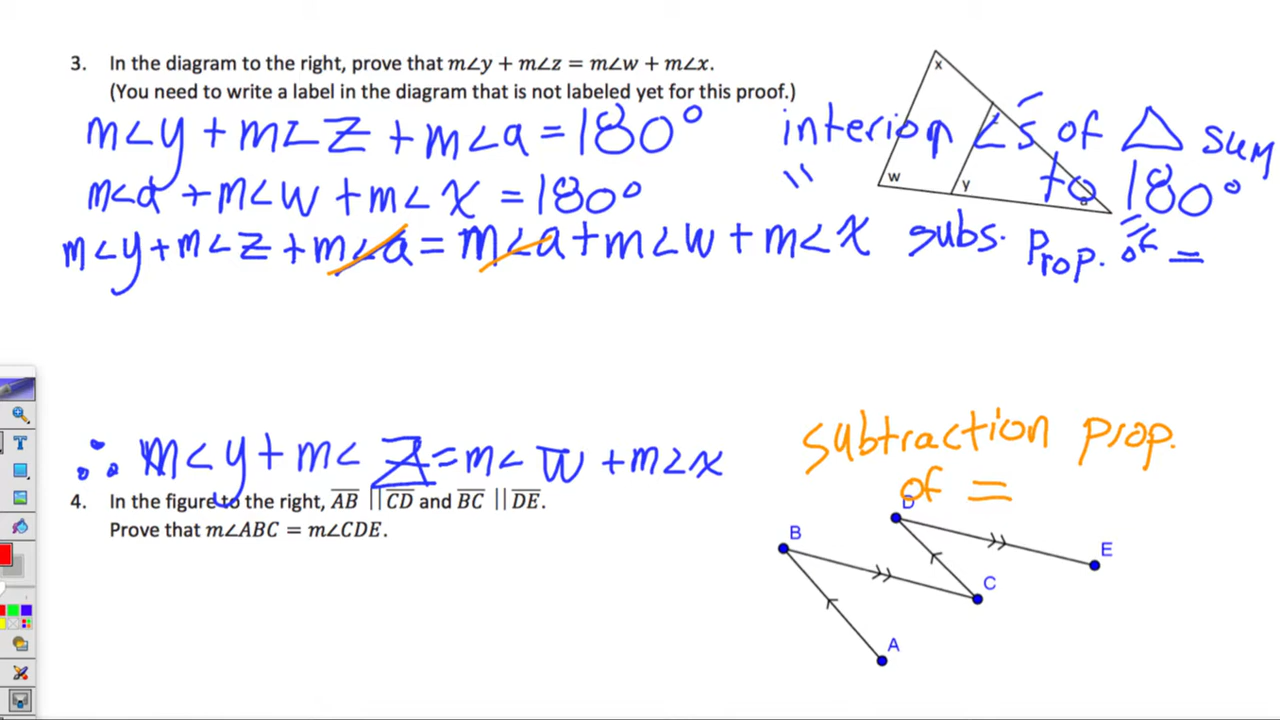 3. In the diagram to the right, prove that m∠y + m∠z = m∠w + m∠x.
(You need to write a label in the diagram that is not labeled yet for this proof.)
x
w
y
z
a
m∠y + m∠z + m∠a = 180° interior ∠s of △ sum to 180°
m∠a + m∠w + m∠x = 180° "
m∠y + m∠z + m∠a = m∠a + m∠w + m∠x subs. Prop. of =
∴ m∠y + m∠z = m∠w + m∠x subtraction prop. of =
4. In the figure to the right, AB || CD and BC || DE.
Prove that m∠ABC = m∠CDE.
D
B
E
C
A
T